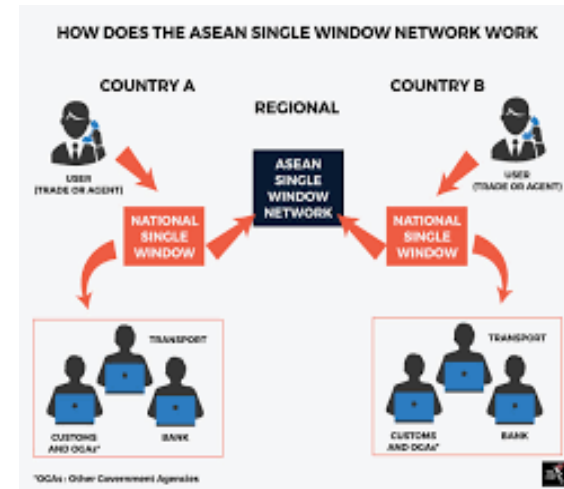 HOW DOES THE ASEAN SINGLE WINDOW NETWORK WORK
COUNTRY A
COUNTRY B
REGIONAL
USER
(TRADE OR AGENT)
ASEAN
SINGLE
WINDOW
NETWORK
USER
(TRADE OR AGENT)
NATIONAL
SINGLE
WINDOW
NATIONAL
SINGLE
WINDOW
TRANSPORT
CUSTOMS
AND OGAs*
BANK
TRANSPORT
CUSTOMS
AND OGAs*
BANK
*OGAs: Other Government Agencies